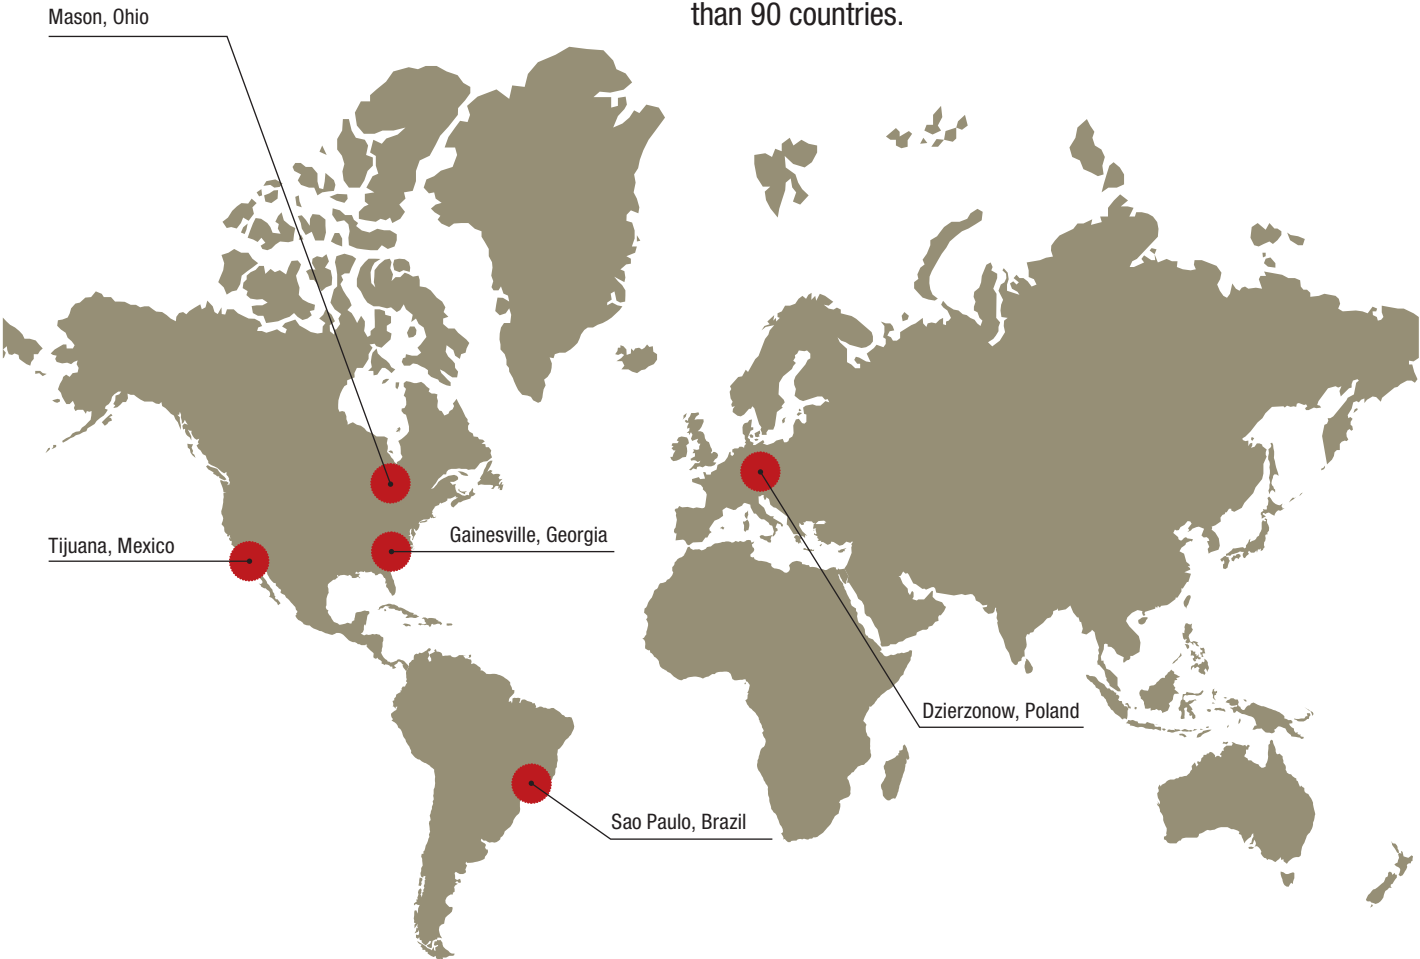 Mason, Ohio
than 90 countries.
Tijuana, Mexico
Gainesville, Georgia
Dzierzonow, Poland
Sao Paulo, Brazil